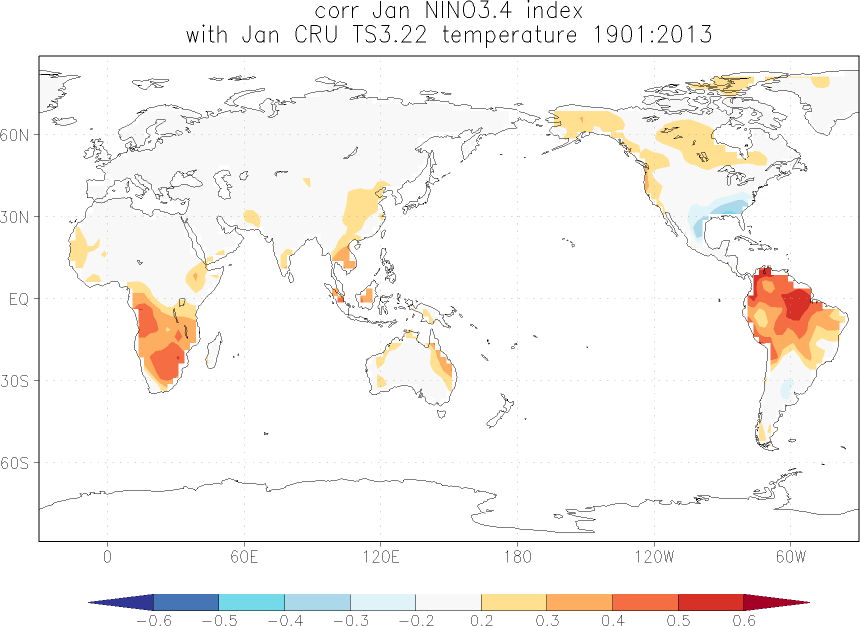 corr Jan NINO3.4 index
with Jan CRU TS3.22 temperature 1901:2013
60N
30N
EQ
30S
60S
0 60E 120E 180 120W 60W
-0.6 -0.5 -0.4 -0.3 -0.2 0.2 0.3 0.4 0.5 0.6